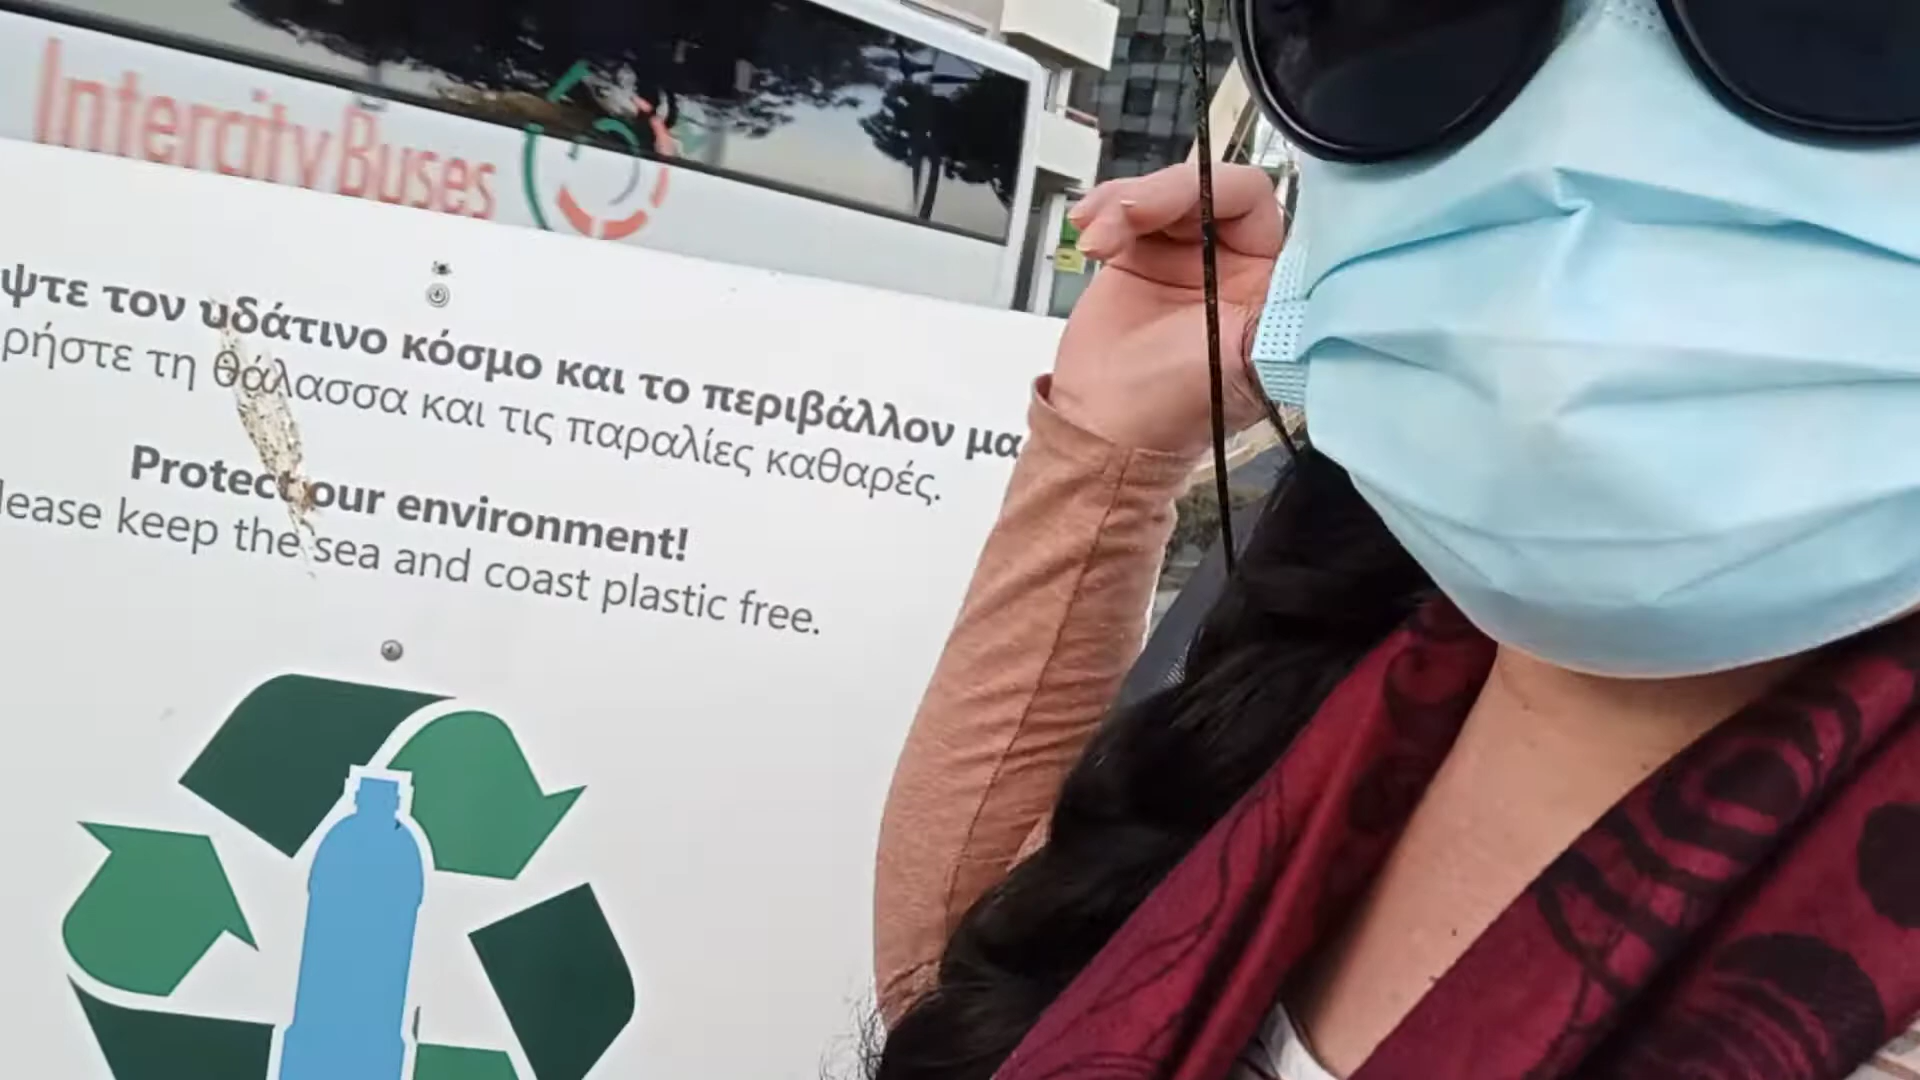 Intercity Buses
ψτε τον υδάτινο κόσμο και το περιβάλλον μα
ρήστε τη θάλασσα και τις παραλίες καθαρές.
Protect our environment!
lease keep the sea and coast plastic free.